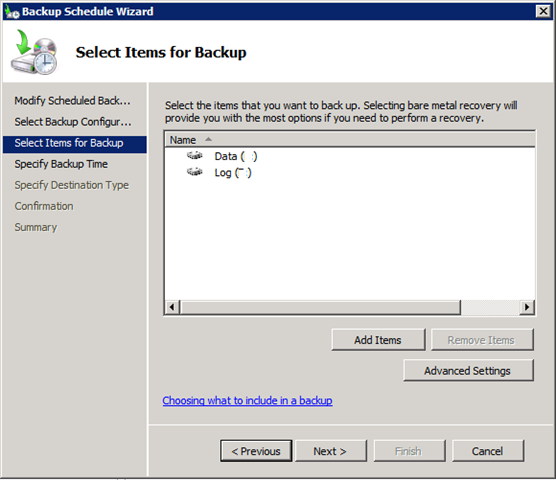 Backup Schedule Wizard
Select Items for Backup
Modify Scheduled Back...
Select Backup Configur...
Select Items for Backup
Specify Backup Time
Specify Destination Type
Confirmation
Summary
Select the items that you want to back up. Selecting bare metal recovery will
provide you with the most options if you need to perform a recovery.
Name
Data ( :)
Log ( :)
Add Items
Remove Items
Advanced Settings
Choosing what to include in a backup
< Previous
Next >
Finish
Cancel